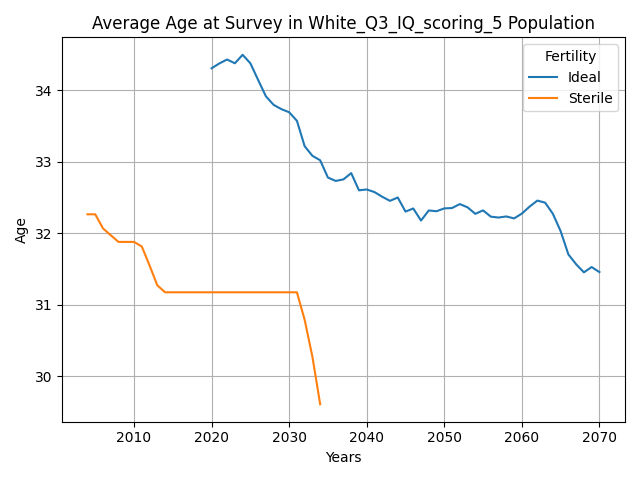 Average Age at Survey in White_Q3_IQ_scoring_5 Population
Fertility
Ideal
Sterile
Age
34
33
32
31
30
2010
2020
2030
2040
2050
2060
2070
Years